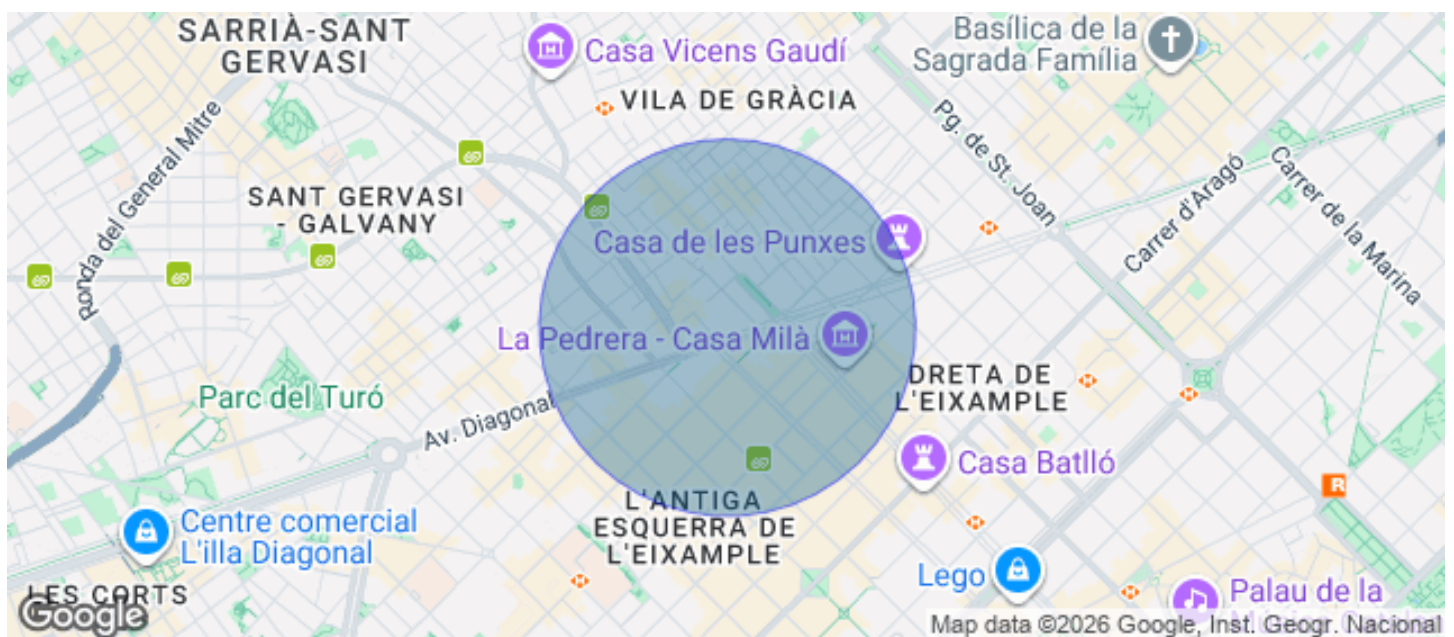 SARRIÀ-SANT
GERVASI
Casa Vicens Gaudí
Basílica de la
Sagrada Família
VILA DE GRÀCIA
Ronda del General Mitre
Pg. de St. Joan
Carrer d'Aragó
Carrer de la Marina
SANT GERVASI
- GALVANY
Casa de les Punxes
La Pedrera - Casa Milà
Parc del Turó
Av. Diagonal
DRETA DE
L'EIXAMPLE
Casa Batlló
L'ANTIGA
ESQUERRA DE
L'EIXAMPLE
R
Centre comercial
L'illa Diagonal
Lego
LES CORTS
Palau de la
Google
Map data ©2026 Google, Inst. Geogr. Nacional